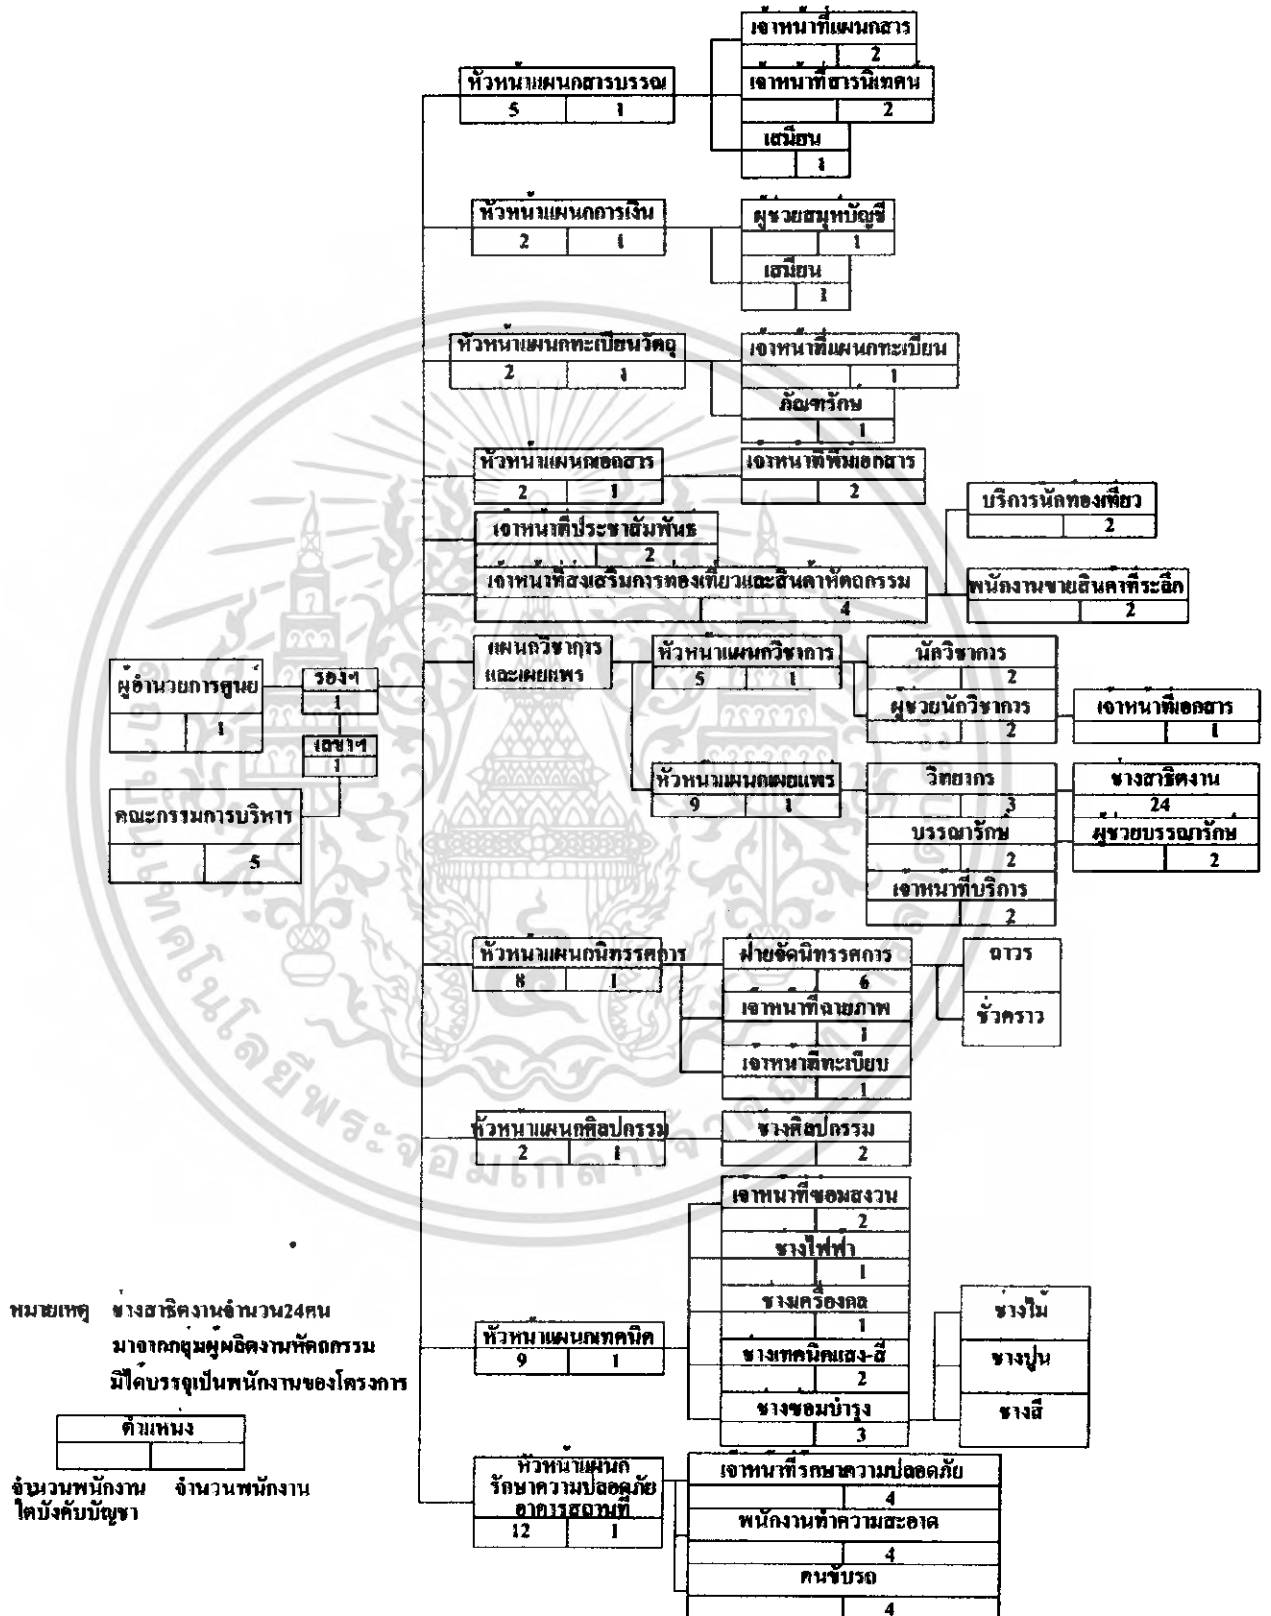 เจ้าหน้าที่แผนกสาร
2
หัวหน้าแผนกสารบรรณ
5 1
เจ้าหน้าที่สารนิเทศน์
2
เสมียน
1
หัวหน้าแผนกการเงิน
2 1
ผู้ช่วยสมุหบัญชี
1
เสมียน
1
หัวหน้าแผนกทะเบียนวัตถุ
2 1
เจ้าหน้าที่แผนกทะเบียน
1
ภัณฑรักษ์
1
หัวหน้าแผนกเอกสาร
2 1
เจ้าหน้าที่พิมพ์เอกสาร
2
เจ้าหน้าที่ประชาสัมพันธ์
2
เจ้าหน้าที่ส่งเสริมการท่องเที่ยวและสินค้าหัตถกรรม
4
บริการนักท่องเที่ยว
2
พนักงานขายสินค้าที่ระลึก
2
ผู้อำนวยการศูนย์
1
รองฯ
1
เลขาฯ
1
คณะกรรมการบริหาร
5
แผนกวิชาการ
และเผยแพร่
หัวหน้าแผนกวิชาการ
5 1
นักวิชาการ
2
ผู้ช่วยนักวิชาการ
2
เจ้าหน้าที่เอกสาร
1
หัวหน้าแผนกเผยแพร่
9 1
วิทยากร
3
ช่างสาธิตงาน
24
บรรณารักษ์
2
ผู้ช่วยบรรณารักษ์
2
เจ้าหน้าที่บริการ
2
หัวหน้าแผนกนิทรรศการ
8 1
ฝ่ายจัดนิทรรศการ
6
ถาวร
ชั่วคราว
เจ้าหน้าที่ฉายภาพ
1
เจ้าหน้าที่ทะเบียบ
1
หัวหน้าแผนกศิลปกรรม
2 1
ช่างศิลปกรรม
2
หัวหน้าแผนกเทคนิค
9 1
เจ้าหน้าที่ซ่อมสงวน
2
ช่างไฟฟ้า
1
ช่างเครื่องกล
1
ช่างเทคนิคแสง-สี
2
ช่างซ่อมบำรุง
3
ช่างไม้
ช่างปูน
ช่างสี
หัวหน้าแผนก
รักษาความปลอดภัย
อาคารสถานที่
12 1
เจ้าหน้าที่รักษาความปลอดภัย
4
พนักงานทำความสะอาด
4
คนขับรถ
4
หมายเหตุ ช่างสาธิตงานจำนวน24คน
มาจากกลุ่มผู้ผลิตงานหัตถกรรม
มิได้บรรจุเป็นพนักงานของโครงการ
ตำแหน่ง
จำนวนพนักงาน จำนวนพนักงาน
ใต้บังคับบัญชา